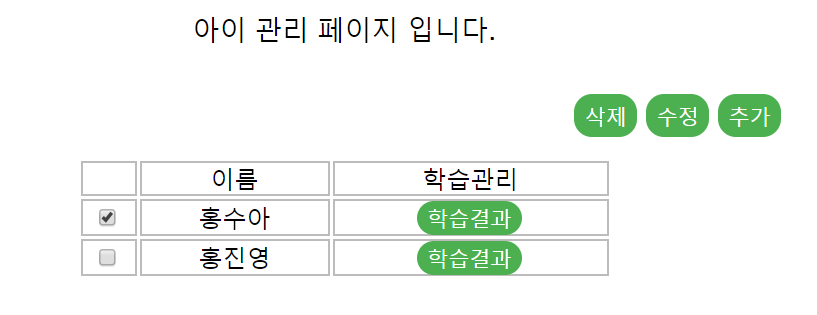 아이 관리 페이지 입니다.
삭제 수정 추가
이름 학습관리
홍수아 학습결과
홍진영 학습결과